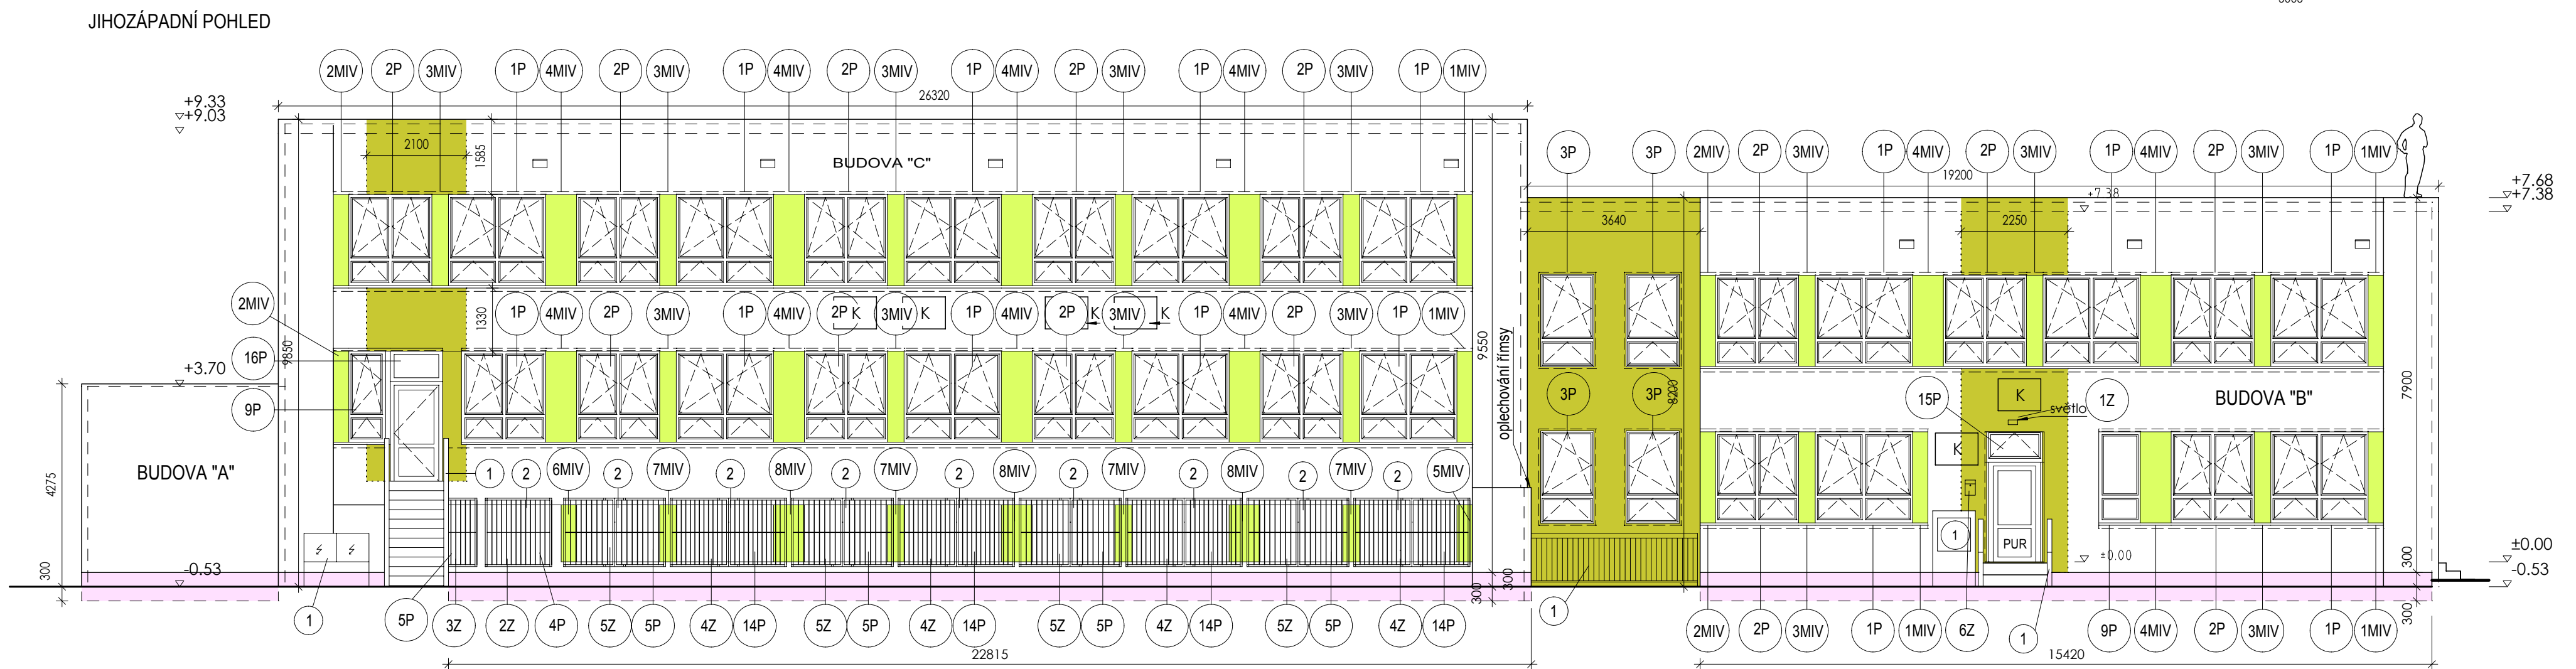 JIHOZÁPADNÍ POHLED
2MIV 2P 3MIV 1P 4MIV 2P 3MIV 1P 4MIV 2P 3MIV 1P 4MIV 2P 3MIV 1P 4MIV 2P 3MIV 1P 1MIV
+9.33
+9.03
26320
2100
1585
BUDOVA "C"
3P 3P 2MIV 2P 3MIV 1P 4MIV 2P 3MIV 1P 4MIV 2P 3MIV 1P 1MIV
19200
+7.38
+7.68
+7.38
3640
2250
2MIV
1330
1P 4MIV 2P 3MIV 1P 4MIV 2P K 3MIV K 1P 4MIV 2P K 3MIV K 1P 4MIV 2P 3MIV 1P 1MIV
16P
9850
9550
oplechování římsy
+3.70
9P
3P 3P
8200
15P
K
světlo
1Z
BUDOVA "B"
7900
4275
BUDOVA "A"
K
1 2 6MIV 2 7MIV 2 8MIV 2 7MIV 2 8MIV 2 7MIV 2 8MIV 2 7MIV 2 5MIV
1
PUR
±0.00
±0.00
-0.53
300
-0.53
300
300
300
300
1 5P 3Z 2Z 4P 5Z 5P 4Z 14P 5Z 5P 4Z 14P 5Z 5P 4Z 14P 5Z 5P 4Z 14P
1
2MIV 2P 3MIV 1P 1MIV 6Z 1 9P 4MIV 2P 3MIV 1P 1MIV
22815
15420